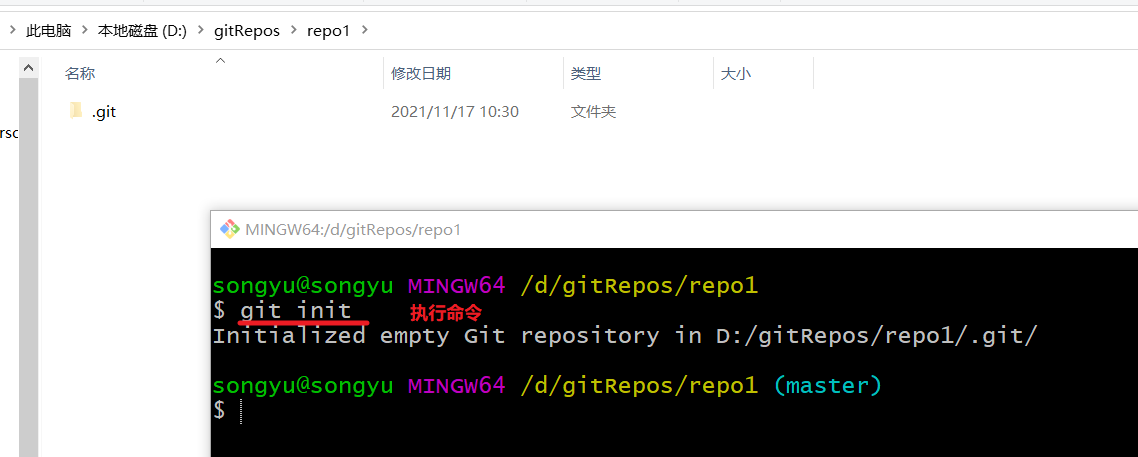 此电脑 > 本地磁盘 (D:) > gitRepos > repo1 >
名称 修改日期 类型 大小
.git 2021/11/17 10:30 文件夹
rsc
MINGW64:/d/gitRepos/repo1
songyu@songyu MINGW64 /d/gitRepos/repo1
$ git init 执行命令
Initialized empty Git repository in D:/gitRepos/repo1/.git/
songyu@songyu MINGW64 /d/gitRepos/repo1 (master)
$